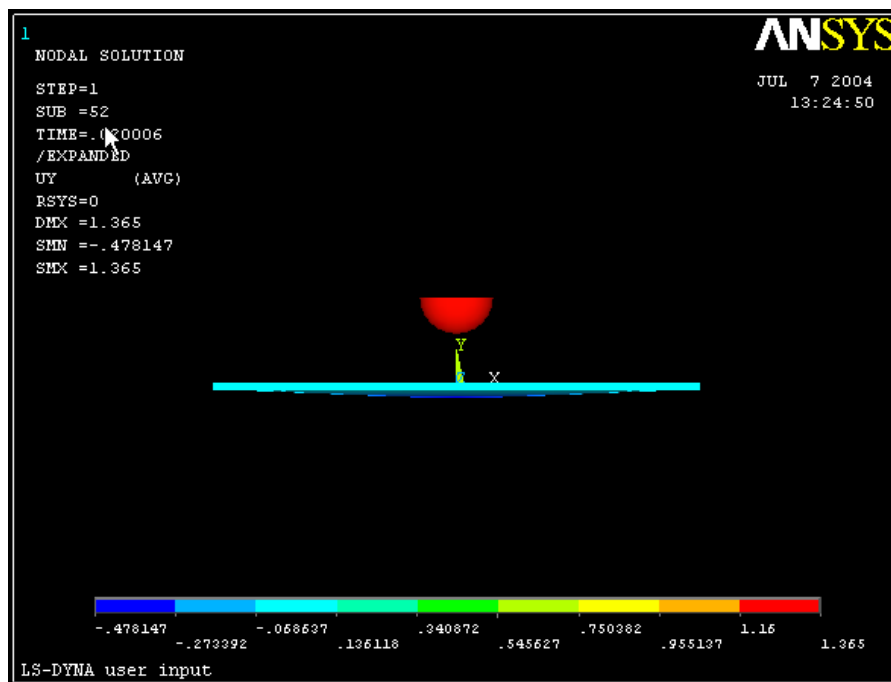 1
ANSYS
NODAL SOLUTION
JUL 7 2004
13:24:50
STEP=1
SUB =52
TIME=.020006
/EXPANDED
UY (AVG)
RSYS=0
DMX =1.365
SMN =-.478147
SMX =1.365
Y
X
-.478147
-.273392
-.068637
.136118
.340872
.545627
.750382
.955137
1.16
1.365
LS-DYNA user input